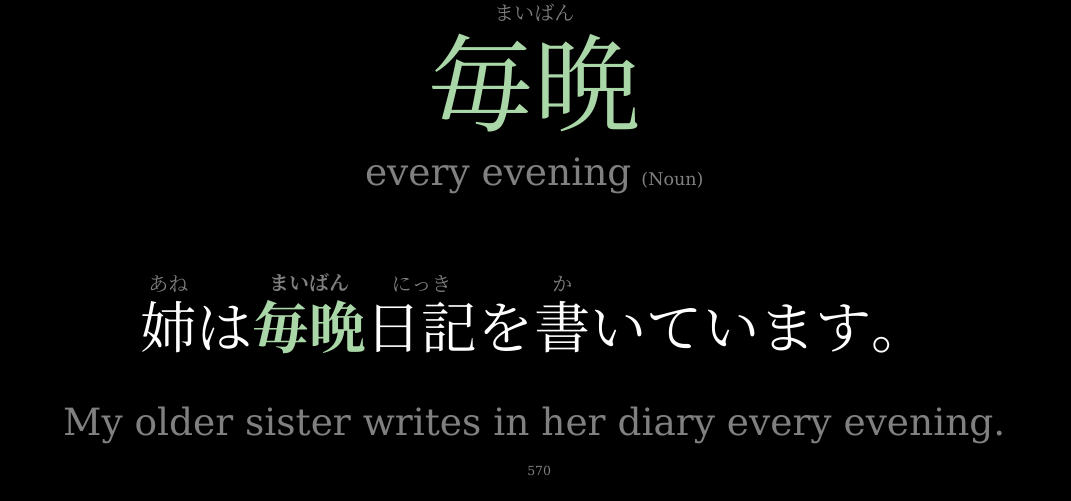 まいばん
毎晩
every evening (Noun)
あね まいばん にっき か
姉は毎晩日記を書いています。
My older sister writes in her diary every evening.
570